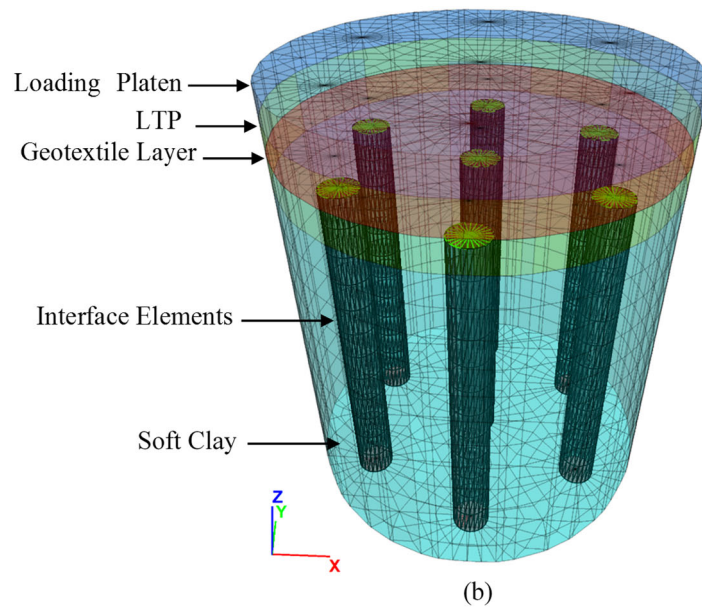 Loading Platen
LTP
Geotextile Layer
Interface Elements
Soft Clay
Z
Y
X
(b)